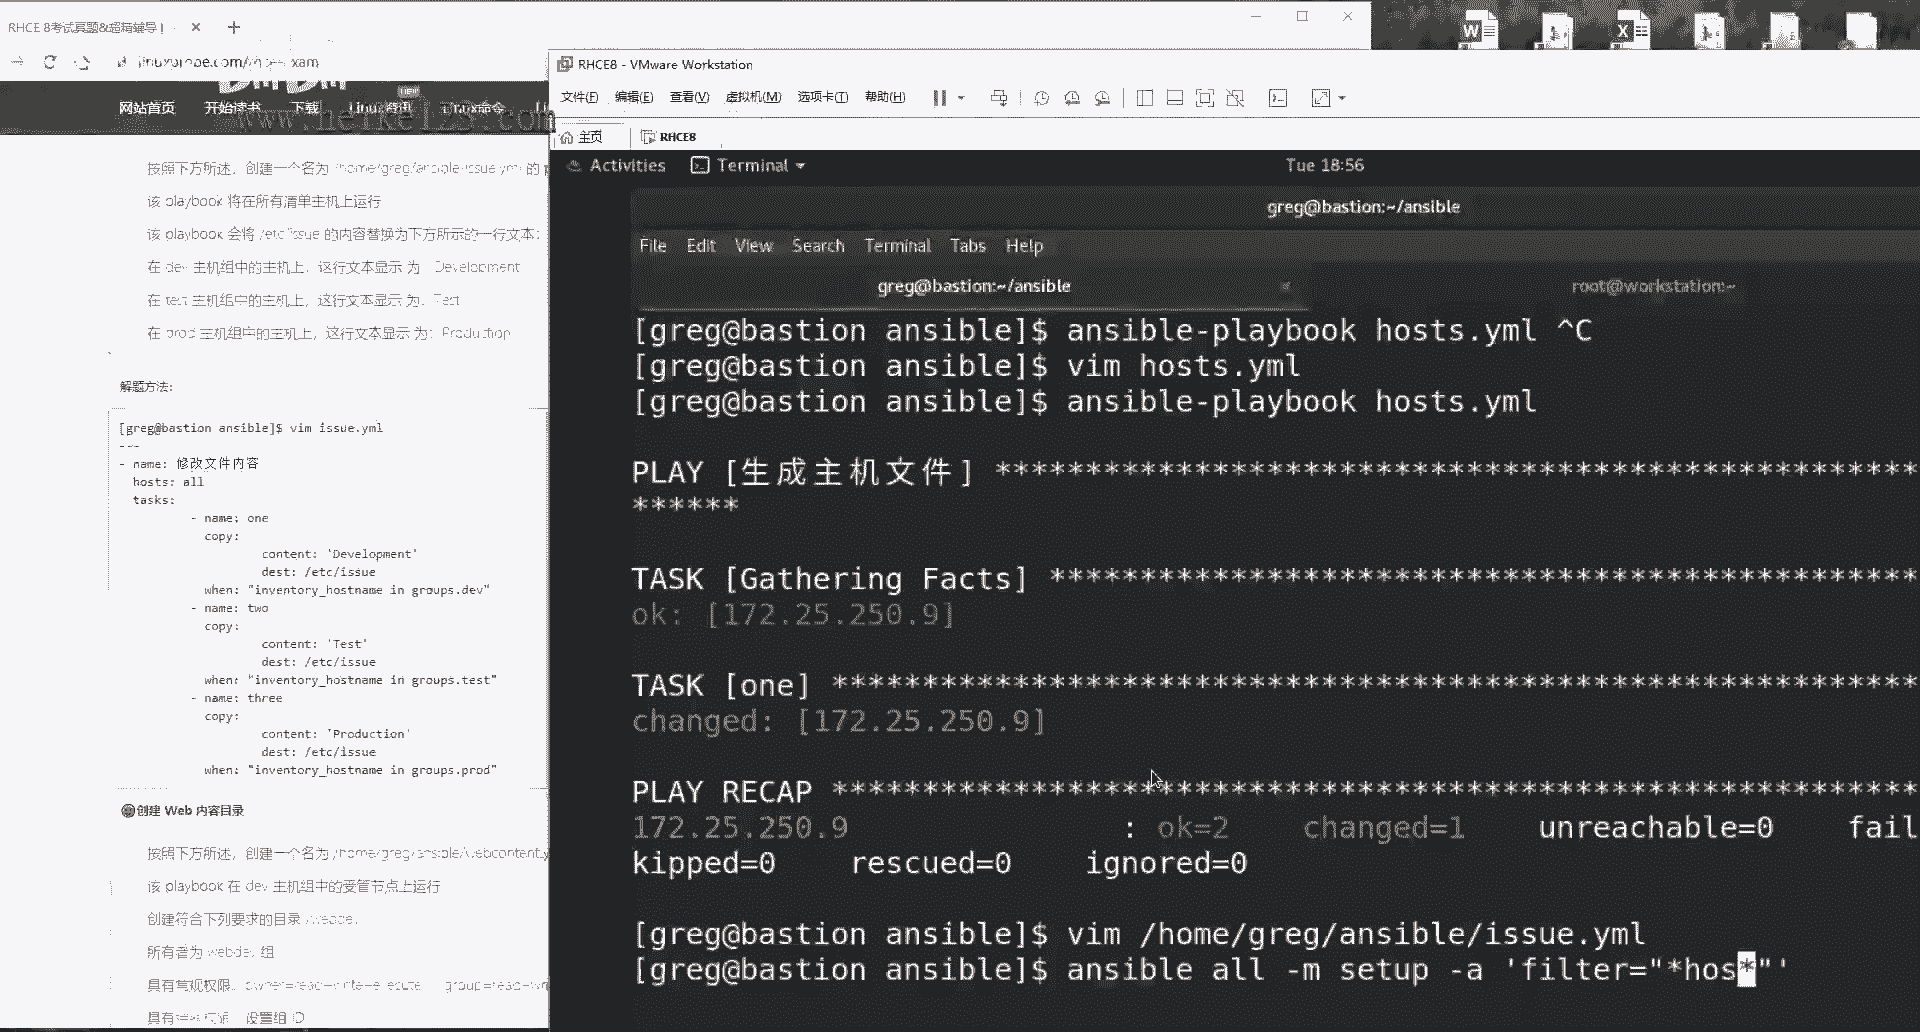 RHCE 8考试真题&超精辅导!
网站首页 开始读书 下载 Linux命令
NEW
www.heike123.com
按照下方所述，创建一个名为 /home/greg/ansible/issue.yml 的
该 playbook 将在所有清单主机上运行
该 playbook 会将 /etc/issue 的内容替换为下方所示的一行文本：
在 dev 主机组中的主机上，这行文本显示 为：Development
在 test 主机组中的主机上，这行文本显示 为：Test
在 prod 主机组中的主机上，这行文本显示 为：Production
解题方法:
[greg@bastion ansible]$ vim issue.yml
---
- name: 修改文件内容
hosts: all
tasks:
- name: one
copy:
content: 'Development'
dest: /etc/issue
when: "inventory_hostname in groups.dev"
- name: two
copy:
content: 'Test'
dest: /etc/issue
when: "inventory_hostname in groups.test"
- name: three
copy:
content: 'Production'
dest: /etc/issue
when: "inventory_hostname in groups.prod"
创建 Web 内容目录
按照下方所述，创建一个名为 /home/greg/ansible/webcontent.y
该 playbook 在 dev 主机组中的受管节点上运行
创建符合下列要求的目录
所有者为 webdev 组
具有常规权限：owner=read+write+execute
设置组 ID
RHCE8 - VMware Workstation
文件(F) 编辑(E) 查看(V) 虚拟机(M) 选项卡(T) 帮助(H)
主页 RHCE8
Activities Terminal Tue 18:56
greg@bastion:~/ansible
File Edit View Search Terminal Tabs Help
greg@bastion:~/ansible × root@workstation:~
[greg@bastion ansible]$ ansible-playbook hosts.yml ^C
[greg@bastion ansible]$ vim hosts.yml
[greg@bastion ansible]$ ansible-playbook hosts.yml
PLAY [生成主机文件] ***************************************************
******
TASK [Gathering Facts] ************************************************
ok: [172.25.250.9]
TASK [one] ************************************************************
changed: [172.25.250.9]
PLAY RECAP ************************************************************
172.25.250.9 : ok=2 changed=1 unreachable=0 fail
kipped=0 rescued=0 ignored=0
[greg@bastion ansible]$ vim /home/greg/ansible/issue.yml
[greg@bastion ansible]$ ansible all -m setup -a 'filter="*hos*"'